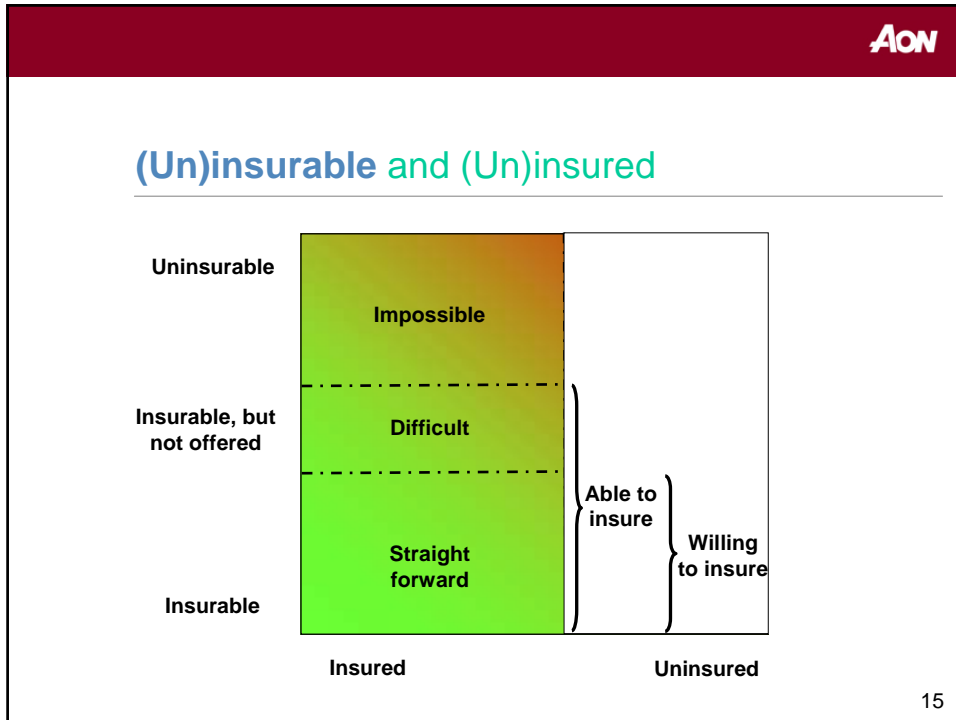 AON
(Un)insurable and (Un)insured
Uninsurable
Impossible
Insurable, but
not offered
Difficult
Able to
insure
Willing
to insure
Straight
forward
Insurable
Insured
Uninsured
15